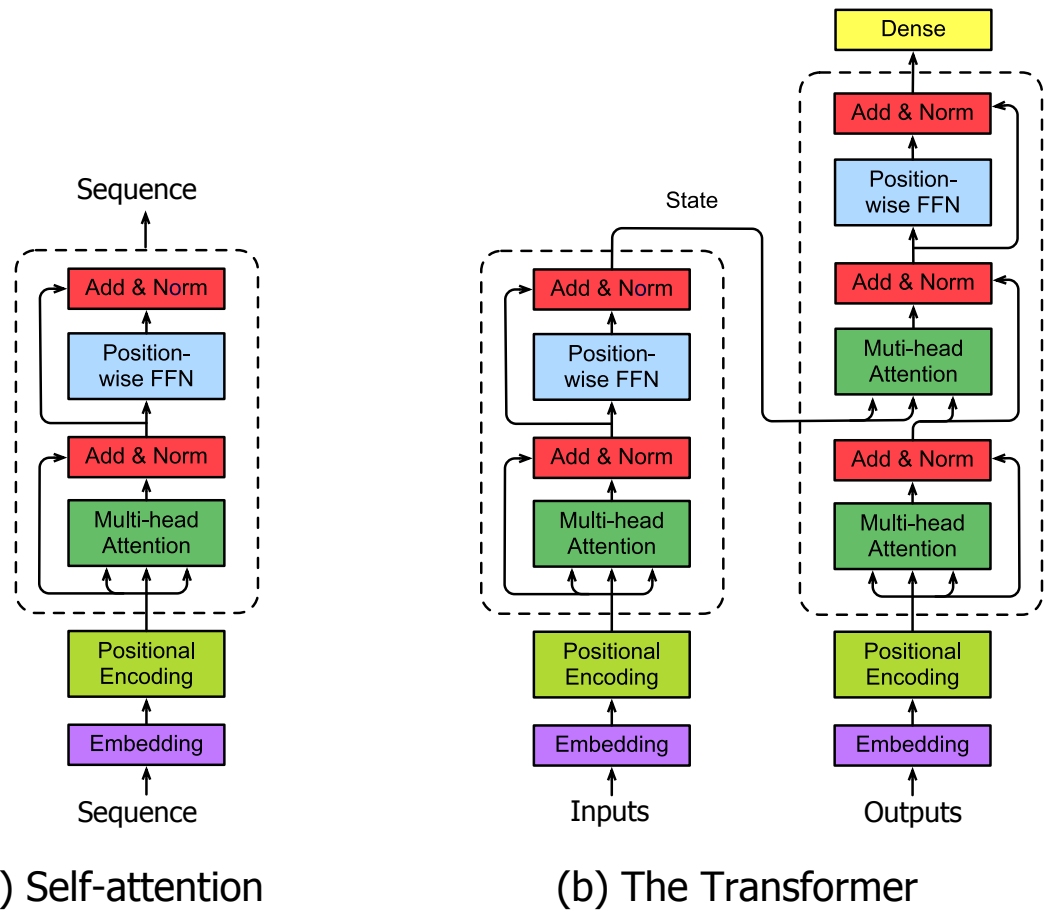 Sequence
Add & Norm
Position-
wise FFN
Add & Norm
Multi-head
Attention
Positional
Encoding
Embedding
Sequence
) Self-attention
State
Add & Norm
Position-
wise FFN
Add & Norm
Multi-head
Attention
Positional
Encoding
Embedding
Inputs
Dense
Add & Norm
Position-
wise FFN
Add & Norm
Muti-head
Attention
Add & Norm
Multi-head
Attention
Positional
Encoding
Embedding
Outputs
(b) The Transformer